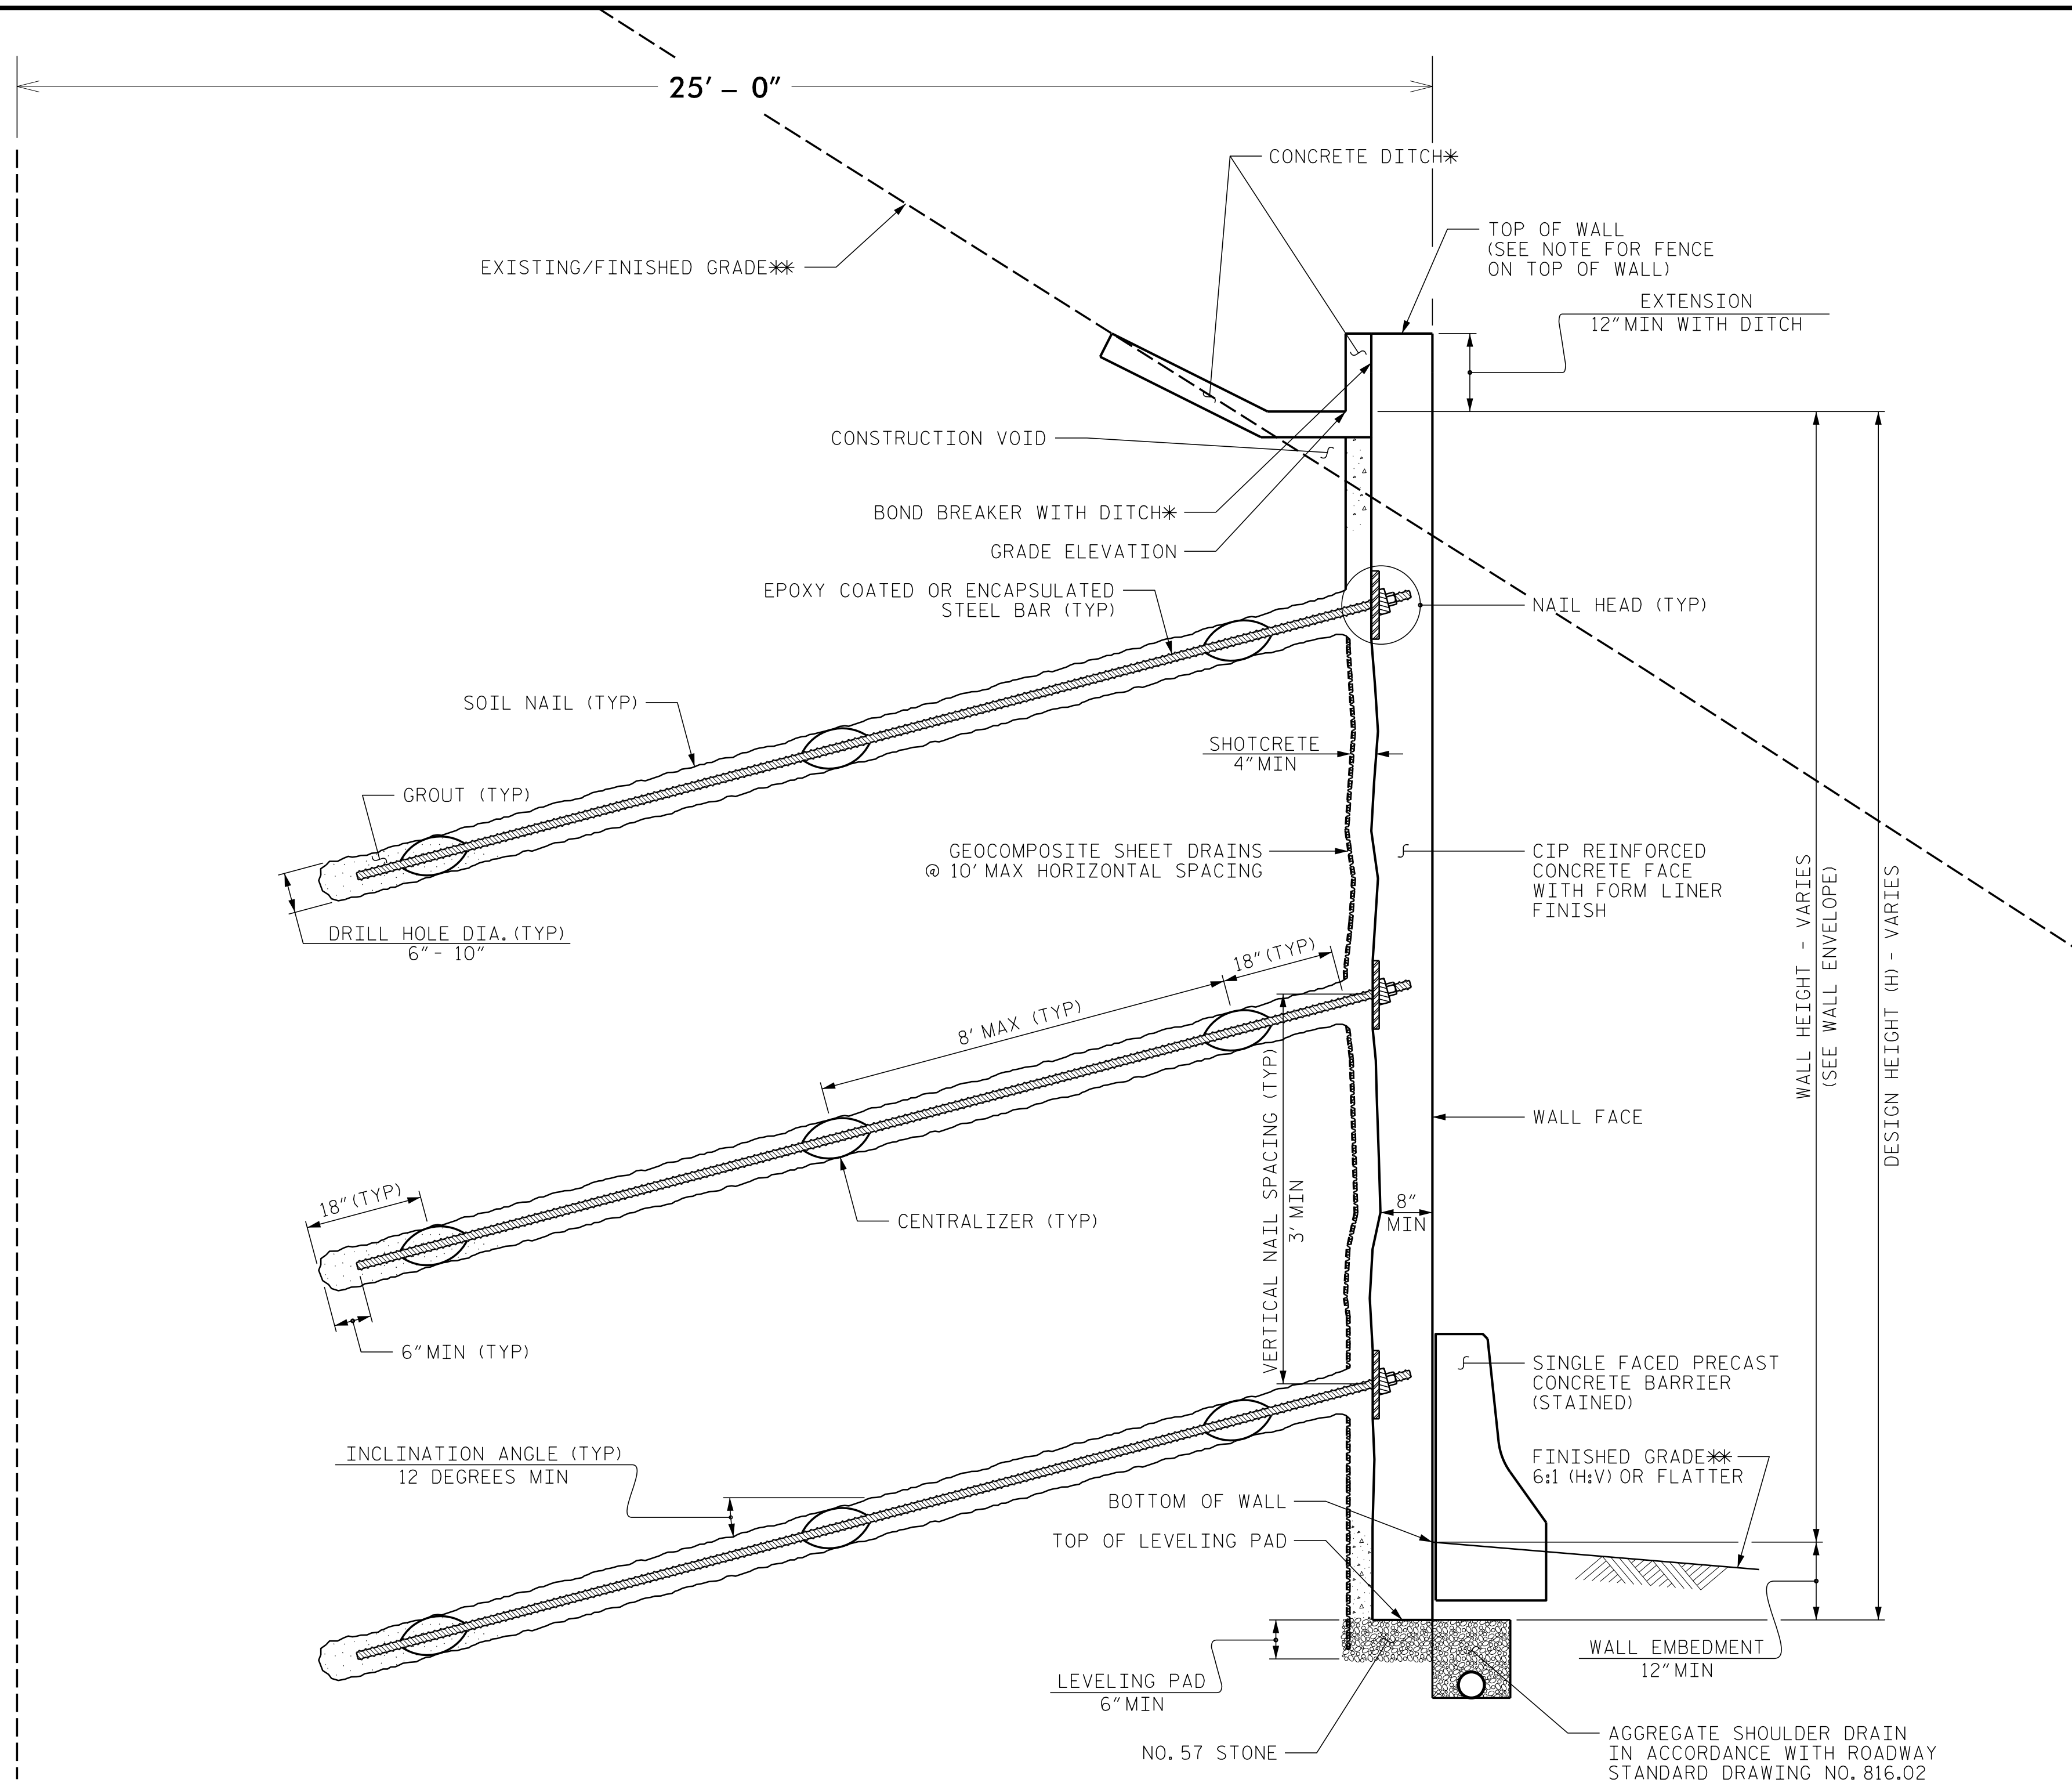 25' – 0"
CONCRETE DITCH*
TOP OF WALL
(SEE NOTE FOR FENCE
ON TOP OF WALL)
EXISTING/FINISHED GRADE**
EXTENSION
12" MIN WITH DITCH
CONSTRUCTION VOID
BOND BREAKER WITH DITCH*
GRADE ELEVATION
EPOXY COATED OR ENCAPSULATED
STEEL BAR (TYP)
NAIL HEAD (TYP)
SOIL NAIL (TYP)
SHOTCRETE
4" MIN
GROUT (TYP)
GEOCOMPOSITE SHEET DRAINS
@ 10' MAX HORIZONTAL SPACING
CIP REINFORCED
CONCRETE FACE
WITH FORM LINER
FINISH
DRILL HOLE DIA. (TYP)
6" - 10"
WALL HEIGHT - VARIES
(SEE WALL ENVELOPE)
DESIGN HEIGHT (H) - VARIES
18" (TYP)
8' MAX (TYP)
VERTICAL NAIL SPACING (TYP)
3' MIN
WALL FACE
18" (TYP)
CENTRALIZER (TYP)
8"
MIN
6" MIN (TYP)
SINGLE FACED PRECAST
CONCRETE BARRIER
(STAINED)
INCLINATION ANGLE (TYP)
12 DEGREES MIN
FINISHED GRADE**
6:1 (H:V) OR FLATTER
BOTTOM OF WALL
TOP OF LEVELING PAD
WALL EMBEDMENT
12" MIN
LEVELING PAD
6" MIN
NO. 57 STONE
AGGREGATE SHOULDER DRAIN
IN ACCORDANCE WITH ROADWAY
STANDARD DRAWING NO. 816.02